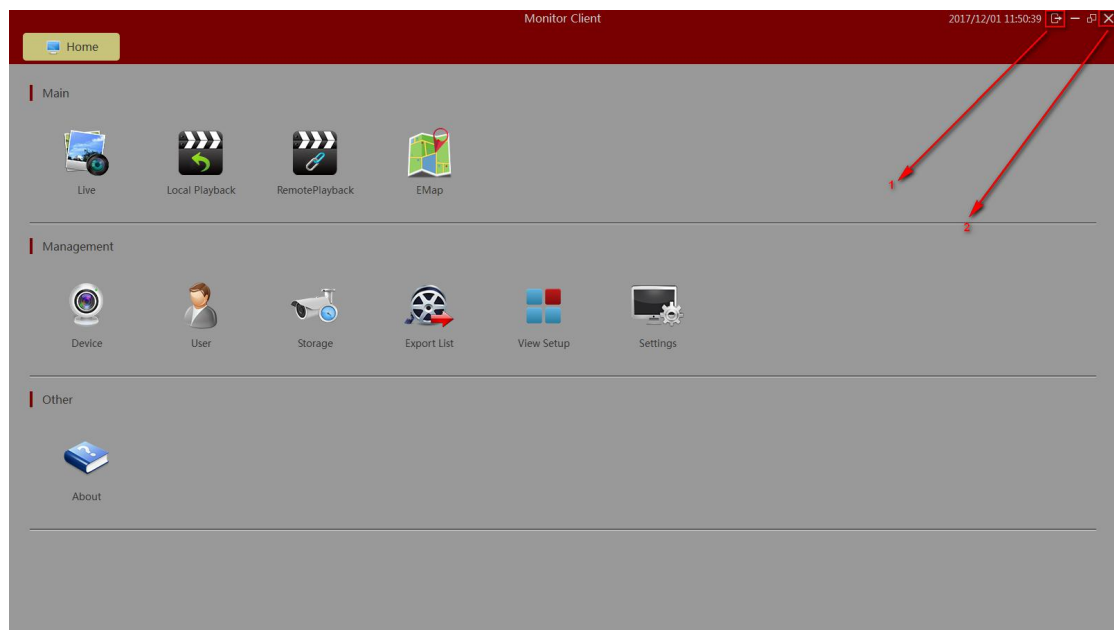 Monitor Client
2017/12/01 11:50:39
Home
Main
1
Live
Local Playback
RemotePlayback
EMap
2
Management
Device
User
Storage
Export List
View Setup
Settings
Other
About